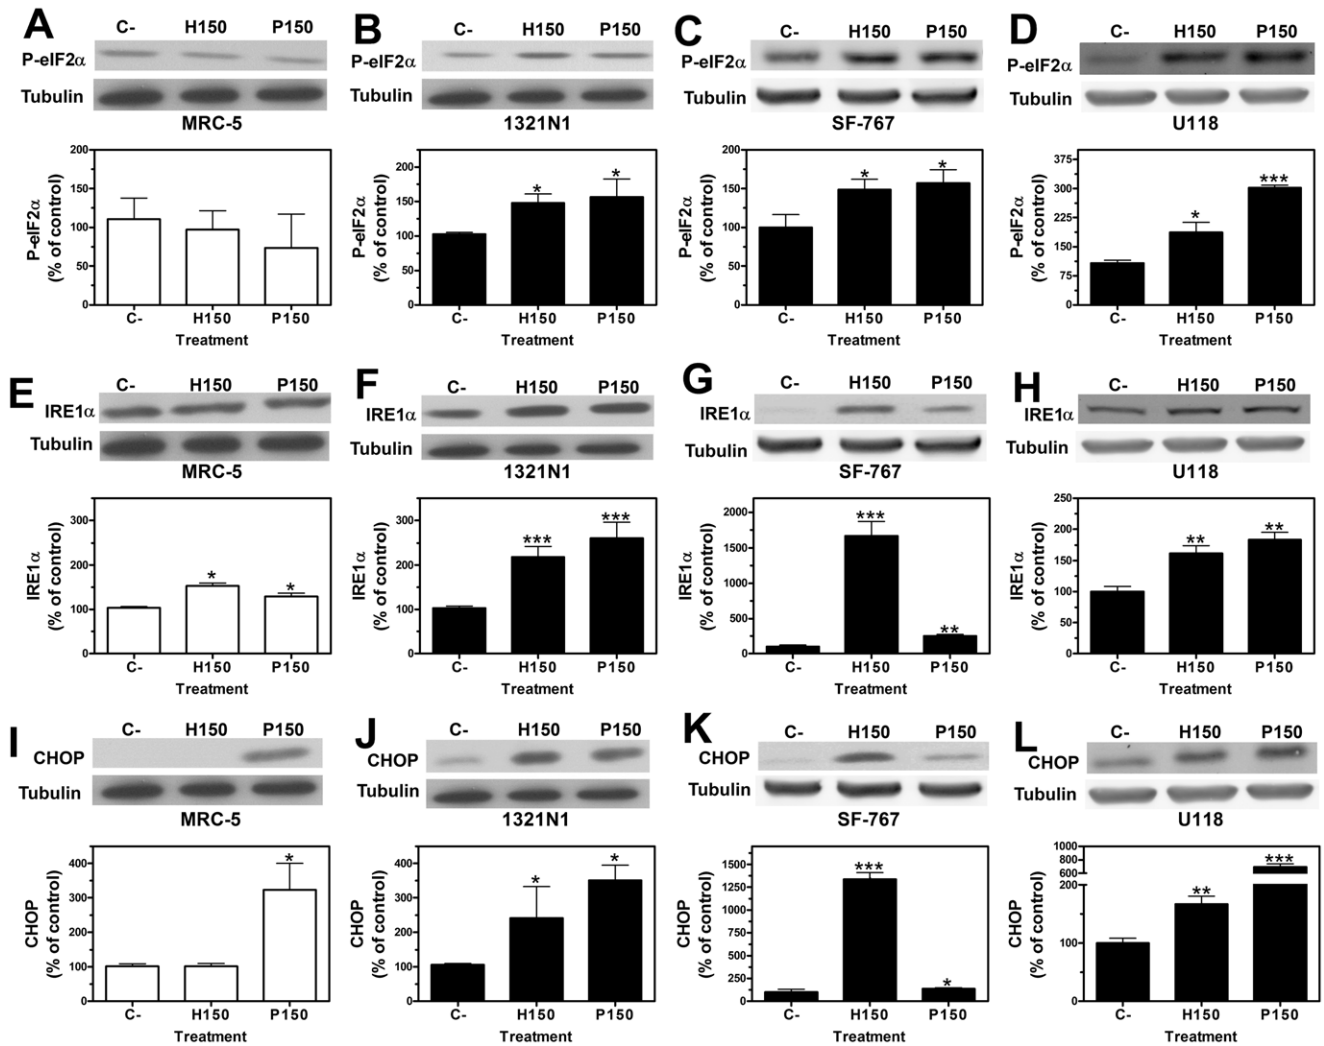 A
C- H150 P150
P-eIF2α
Tubulin
MRC-5
200
150
100
50
0
P-eIF2α
(% of control)
C- H150 P150
Treatment
B
C- H150 P150
P-eIF2α
Tubulin
1321N1
* *
200
150
100
50
0
P-eIF2α
(% of control)
C- H150 P150
Treatment
C
C- H150 P150
P-eIF2α
Tubulin
SF-767
* *
200
150
100
50
0
P-eIF2α
(% of control)
C- H150 P150
Treatment
D
C- H150 P150
P-eIF2α
Tubulin
U118
* ***
375
300
225
150
75
0
P-eIF2α
(% of control)
C- H150 P150
Treatment
E
C- H150 P150
IRE1α
Tubulin
MRC-5
* *
300
200
100
0
IRE1α
(% of control)
C- H150 P150
Treatment
F
C- H150 P150
IRE1α
Tubulin
1321N1
*** ***
300
200
100
0
IRE1α
(% of control)
C- H150 P150
Treatment
G
C- H150 P150
IRE1α
Tubulin
SF-767
*** **
2000
1500
1000
500
0
IRE1α
(% of control)
C- H150 P150
Treatment
H
C- H150 P150
IRE1α
Tubulin
U118
** **
250
200
150
100
50
0
IRE1α
(% of control)
C- H150 P150
Treatment
I
C- H150 P150
CHOP
Tubulin
MRC-5
*
400
300
200
100
0
CHOP
(% of control)
C- H150 P150
Treatment
J
C- H150 P150
CHOP
Tubulin
1321N1
* *
400
300
200
100
0
CHOP
(% of control)
C- H150 P150
Treatment
K
C- H150 P150
CHOP
Tubulin
SF-767
*** *
1500
1250
1000
750
500
250
0
CHOP
(% of control)
C- H150 P150
Treatment
L
C- H150 P150
CHOP
Tubulin
U118
** ***
1000
800
600
200
100
0
CHOP
(% of control)
C- H150 P150
Treatment